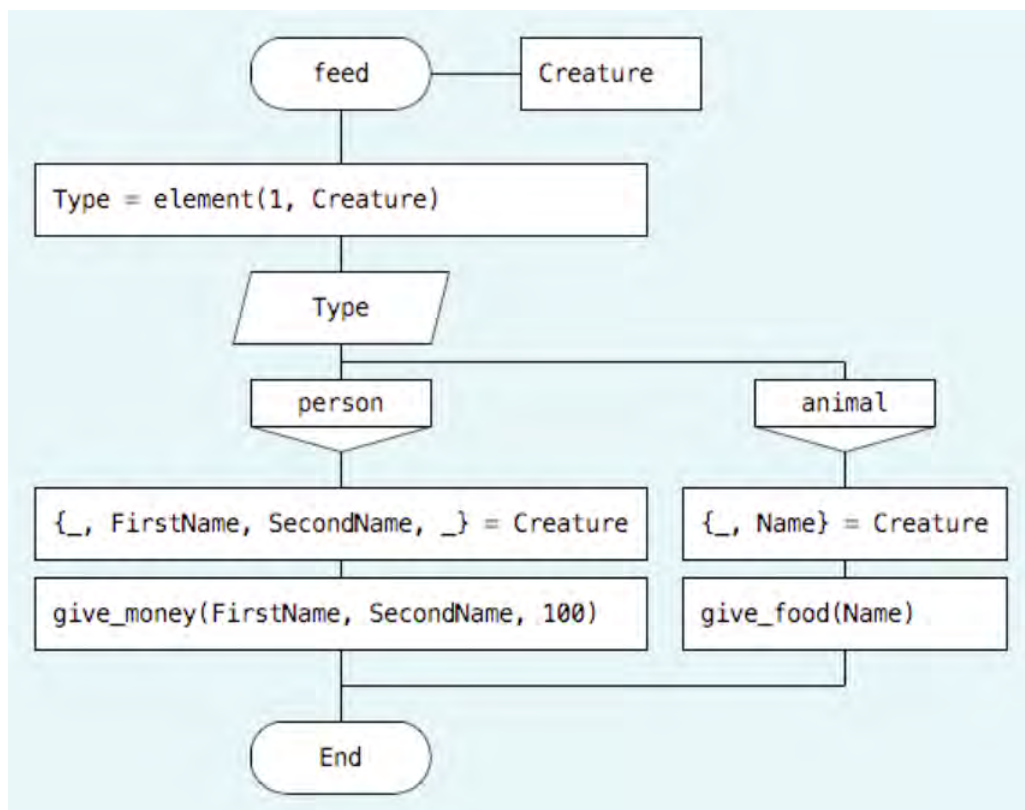 feed
Creature
Type = element(1, Creature)
Type
person
animal
{_, FirstName, SecondName, _} = Creature
{_, Name} = Creature
give_money(FirstName, SecondName, 100)
give_food(Name)
End